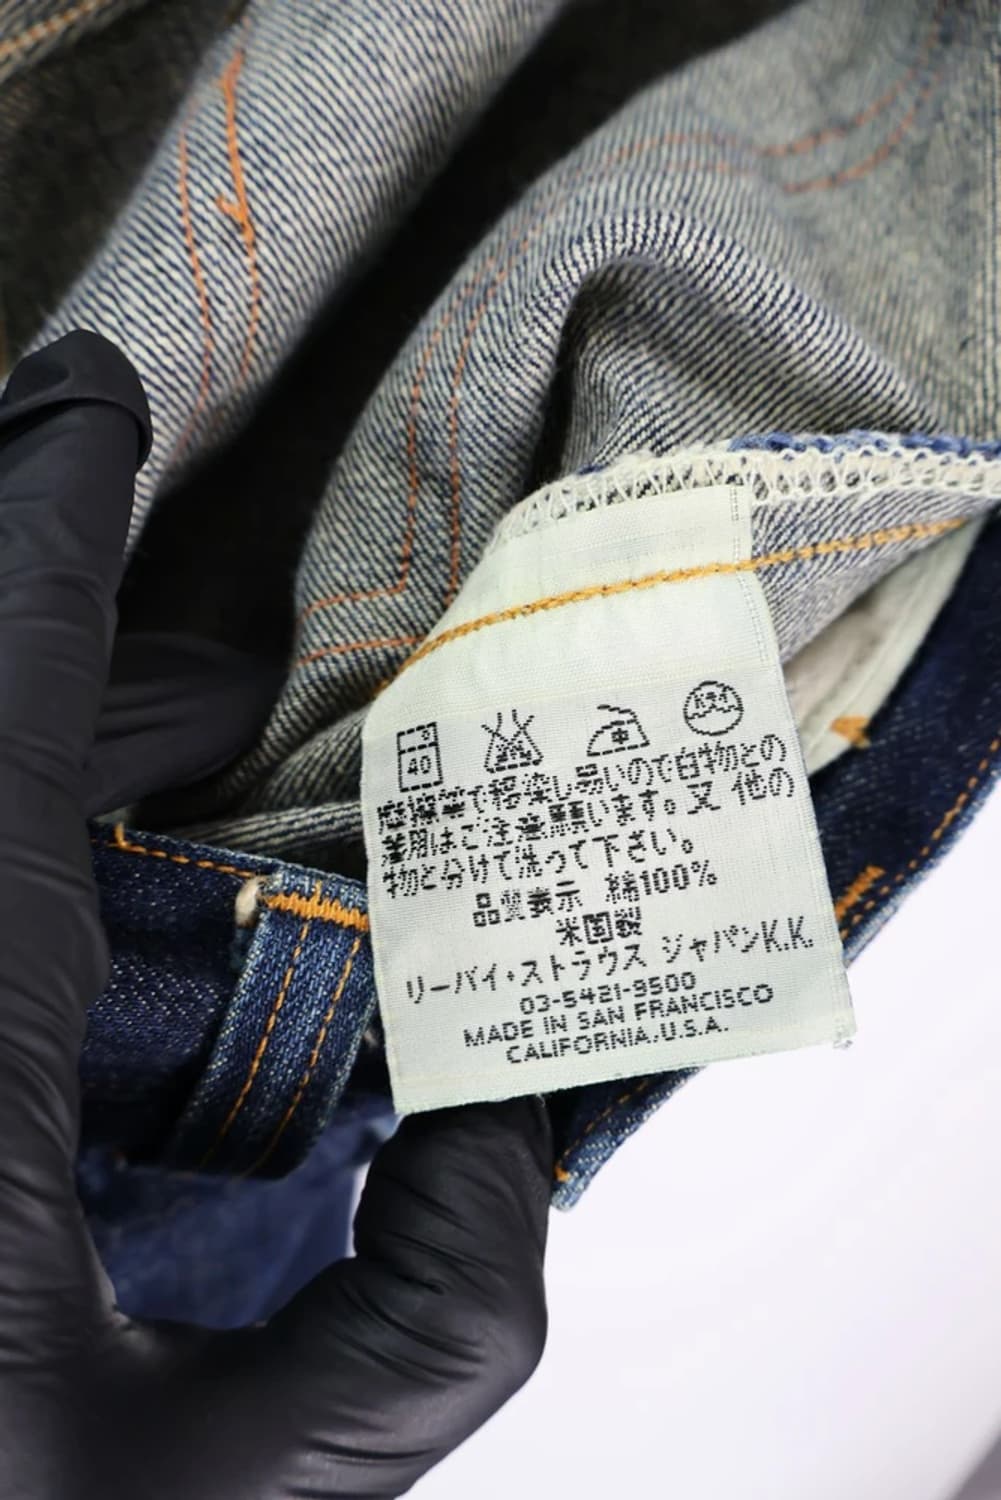 40
で移染し易いので白物との
着用はご注意願います。又 他の
物と分けて洗って下さい。
品質表示 綿100%
米国製
リーバイ・ストラウス ジャパンK.K.
03-5421-9500
MADE IN SAN FRANCISCO
CALIFORNIA,U.S.A.